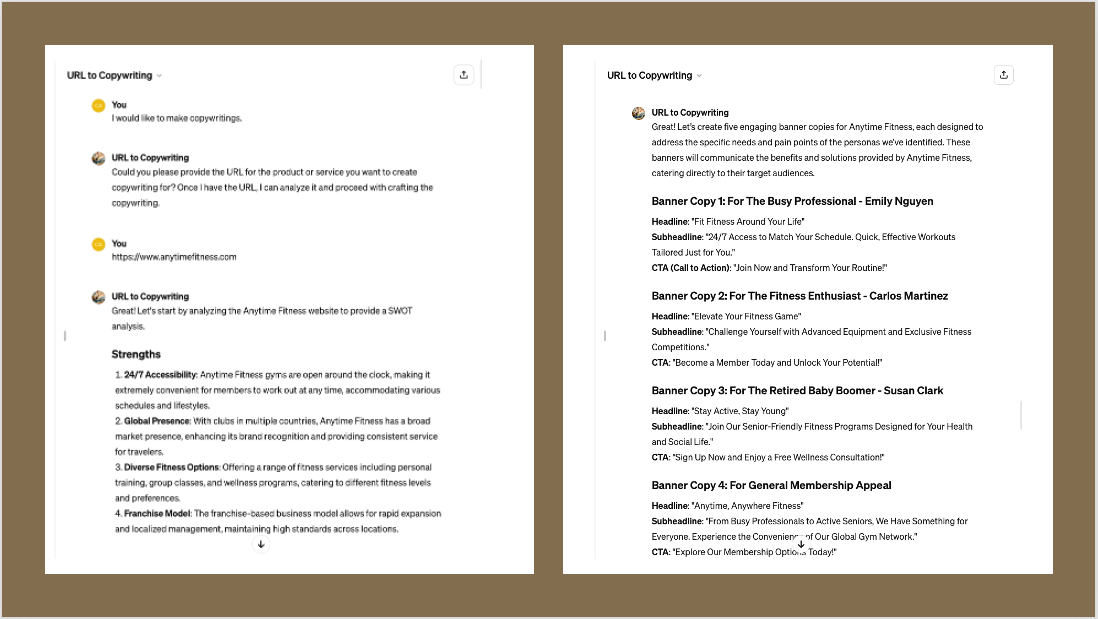 URL to Copywriting
You
I would like to make copywritings.
URL to Copywriting
Could you please provide the URL for the product or service you want to create
copywriting for? Once I have the URL, I can analyze it and proceed with crafting the
copywriting.
You
https://www.anytimefitness.com
URL to Copywriting
Great! Let's start by analyzing the Anytime Fitness website to provide a SWOT
analysis.
Strengths
1. 24/7 Accessibility: Anytime Fitness gyms are open around the clock, making it
extremely convenient for members to work out at any time, accommodating various
schedules and lifestyles.
2. Global Presence: With clubs in multiple countries, Anytime Fitness has a broad
market presence, enhancing its brand recognition and providing consistent service
for travelers.
3. Diverse Fitness Options: Offering a range of fitness services including personal
training, group classes, and wellness programs, catering to different fitness levels
and preferences.
4. Franchise Model: The franchise-based business model allows for rapid expansion
and localized management, maintaining high standards across locations.
URL to Copywriting
URL to Copywriting
Great! Let's create five engaging banner copies for Anytime Fitness, each designed to
address the specific needs and pain points of the personas we've identified. These
banners will communicate the benefits and solutions provided by Anytime Fitness,
catering directly to their target audiences.
Banner Copy 1: For The Busy Professional - Emily Nguyen
Headline: "Fit Fitness Around Your Life"
Subheadline: "24/7 Access to Match Your Schedule. Quick, Effective Workouts
Tailored Just for You."
CTA (Call to Action): "Join Now and Transform Your Routine!"
Banner Copy 2: For The Fitness Enthusiast - Carlos Martinez
Headline: "Elevate Your Fitness Game"
Subheadline: "Challenge Yourself with Advanced Equipment and Exclusive Fitness
Competitions."
CTA: "Become a Member Today and Unlock Your Potential!"
Banner Copy 3: For The Retired Baby Boomer - Susan Clark
Headline: "Stay Active, Stay Young"
Subheadline: "Join Our Senior-Friendly Fitness Programs Designed for Your Health
and Social Life."
CTA: "Sign Up Now and Enjoy a Free Wellness Consultation!"
Banner Copy 4: For General Membership Appeal
Headline: "Anytime, Anywhere Fitness"
Subheadline: "From Busy Professionals to Active Seniors, We Have Something for
Everyone. Experience the Convenience of Our Global Gym Network."
CTA: "Explore Our Membership Options Today!"